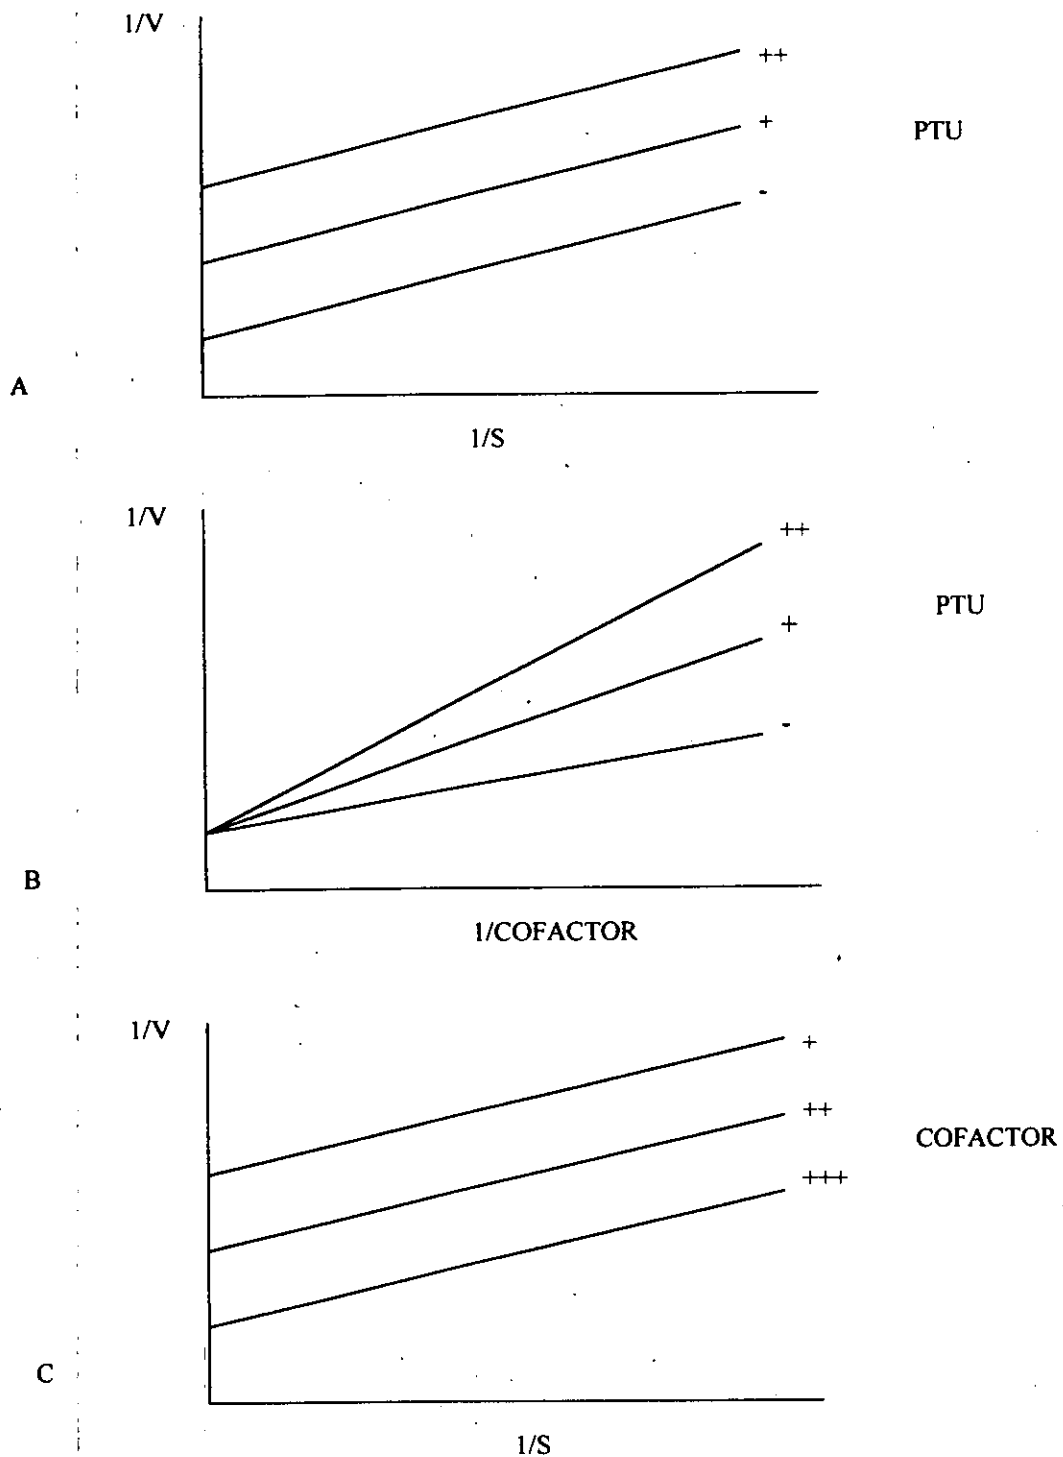 1/V
++
+
PTU
-
A
1/S
1/V
++
PTU
+
-
B
1/COFACTOR
1/V
+
++
COFACTOR
+++
C
1/S